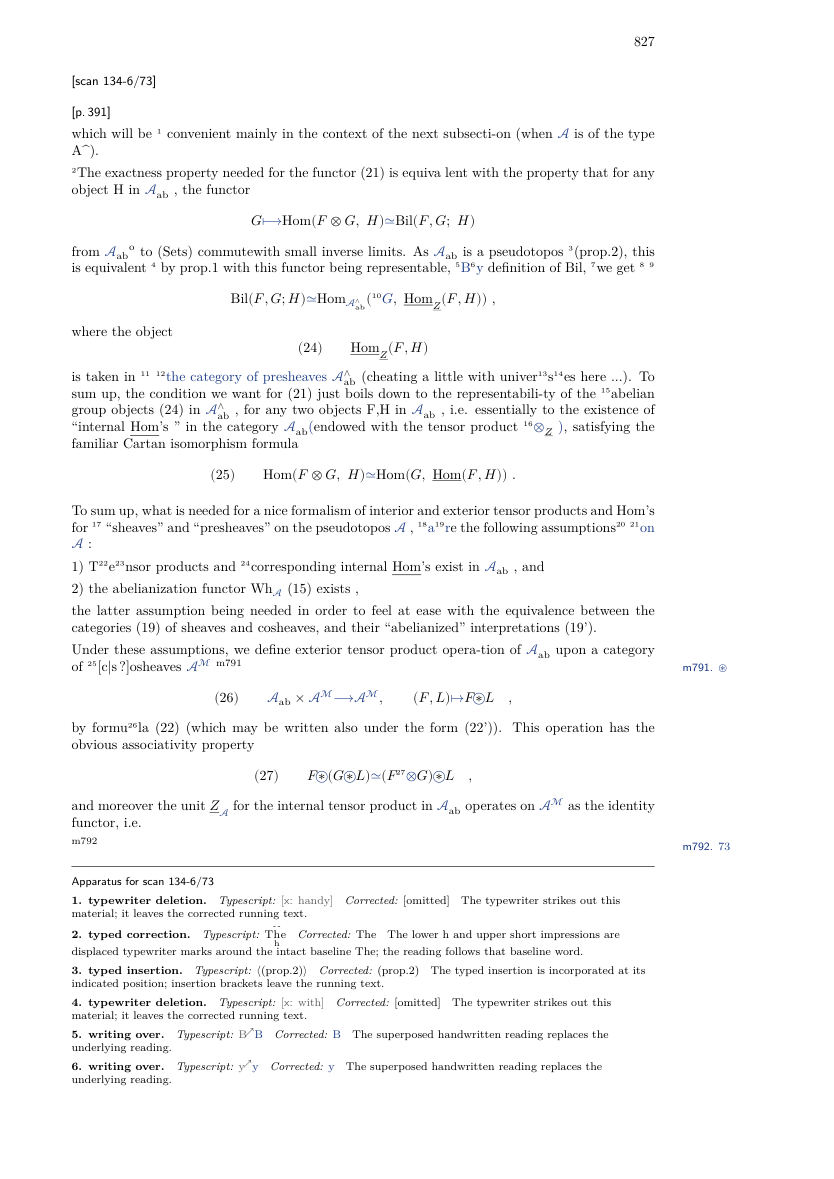 827
[scan 134-6/73]
[p. 391]
which will be ¹ convenient mainly in the context of the next subsecti-on (when 𝒜 is of the type
A^).
²The exactness property needed for the functor (21) is equiva lent with the property that for any
object H in 𝒜_ab , the functor
G⟼Hom(F ⊗ G, H)≃Bil(F, G; H)
from 𝒜_ab^o to (Sets) commutewith small inverse limits. As 𝒜_ab is a pseudotopos ³(prop.2), this
is equivalent ⁴ by prop.1 with this functor being representable, ⁵B⁶y definition of Bil, ⁷we get ⁸ ⁹
Bil(F, G; H)≃Hom_𝒜^∧_ab(¹⁰G, Hom_Z(F, H)) ,
where the object
(24) Hom_Z(F, H)
is taken in ¹¹ ¹²the category of presheaves 𝒜^∧_ab (cheating a little with univer¹³s¹⁴es here ...). To
sum up, the condition we want for (21) just boils down to the representabili-ty of the ¹⁵abelian
group objects (24) in 𝒜^∧_ab , for any two objects F,H in 𝒜_ab , i.e. essentially to the existence of
“internal Hom's ” in the category 𝒜_ab(endowed with the tensor product ¹⁶⊗_Z ), satisfying the
familiar Cartan isomorphism formula
(25) Hom(F ⊗ G, H)≃Hom(G, Hom(F, H)) .
To sum up, what is needed for a nice formalism of interior and exterior tensor products and Hom's
for ¹⁷ “sheaves” and “presheaves” on the pseudotopos 𝒜 , ¹⁸a¹⁹re the following assumptions²⁰ ²¹on
𝒜 :
1) T²²e²³nsor products and ²⁴corresponding internal Hom's exist in 𝒜_ab , and
2) the abelianization functor Wh_𝒜 (15) exists ,
the latter assumption being needed in order to feel at ease with the equivalence between the
categories (19) of sheaves and cosheaves, and their “abelianized” interpretations (19').
Under these assumptions, we define exterior tensor product opera-tion of 𝒜_ab upon a category
of ²⁵[c|s ?]osheaves 𝒜^ℳ m791
m791. ⊛
(26) 𝒜_ab × 𝒜^ℳ⟶𝒜^ℳ, (F, L)↦F⊛L ,
by formu²⁶la (22) (which may be written also under the form (22')). This operation has the
obvious associativity property
(27) F⊛(G⊛L)≃(F²⁷⊗G)⊛L ,
and moreover the unit Z_𝒜 for the internal tensor product in 𝒜_ab operates on 𝒜^ℳ as the identity
functor, i.e.
m792
m792. 73
Apparatus for scan 134-6/73
1. typewriter deletion. Typescript: [x: handy] Corrected: [omitted] The typewriter strikes out this
material; it leaves the corrected running text.
2. typed correction. Typescript: The h Corrected: The The lower h and upper short impressions are
displaced typewriter marks around the intact baseline The; the reading follows that baseline word.
3. typed insertion. Typescript: ⟨(prop.2)⟩ Corrected: (prop.2) The typed insertion is incorporated at its
indicated position; insertion brackets leave the running text.
4. typewriter deletion. Typescript: [x: with] Corrected: [omitted] The typewriter strikes out this
material; it leaves the corrected running text.
5. writing over. Typescript: B↗B Corrected: B The superposed handwritten reading replaces the
underlying reading.
6. writing over. Typescript: y↗y Corrected: y The superposed handwritten reading replaces the
underlying reading.